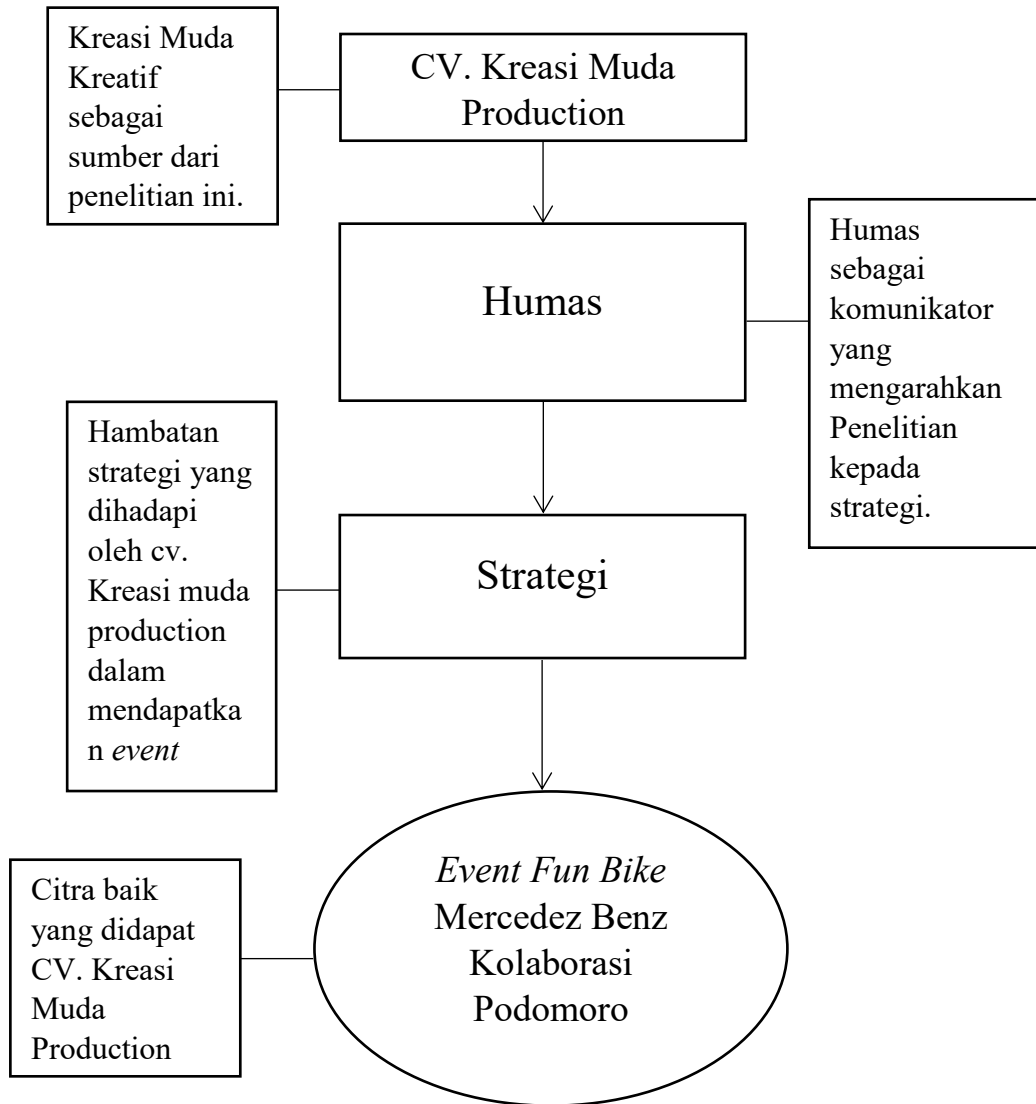 Kreasi Muda
Kreatif
sebagai
sumber dari
penelitian ini.
CV. Kreasi Muda
Production
Humas
Humas
sebagai
komunikator
yang
mengarahkan
Penelitian
kepada
strategi.
Hambatan
strategi yang
dihadapi
oleh cv.
Kreasi muda
production
dalam
mendapatka
n event
Strategi
Event Fun Bike
Mercedez Benz
Kolaborasi
Podomoro
Citra baik
yang didapat
CV. Kreasi
Muda
Production